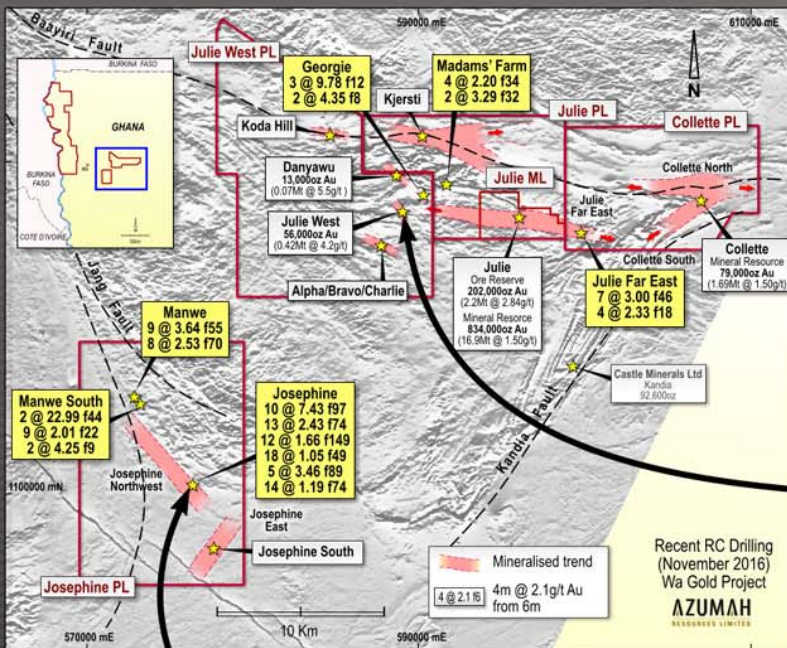 570000 mE
590000 mE
610000 mE
Baayiri Fault
Julie West PL
Georgie
3 @ 9.78 f12
2 @ 4.35 f8
Madams' Farm
4 @ 2.20 f34
2 @ 3.29 f32
N
BURKINA FASO
GHANA
BURKINA
FASO
COTE D'IVOIRE
Koda Hill
Kjersti
Julie PL
Collette PL
Danyawu
13,000oz Au
(0.07Mt @ 5.5g/t)
Julie ML
Collette North
Julie West
56,000oz Au
(0.42Mt @ 4.2g/t)
Julie
Far East
Collette South
Alpha/Bravo/Charlie
Julie
Ore Reserve
202,000oz Au
(2.2Mt @ 2.84g/t)
Mineral Resorce
834,000oz Au
(16.9Mt @ 1.50g/t)
Julie Far East
7 @ 3.00 f46
4 @ 2.33 f18
Collette
Mineral Resource
79,000oz Au
(1.69Mt @ 1.50g/t)
Jang Fault
Manwe
9 @ 3.64 f55
8 @ 2.53 f70
Castle Minerals Ltd
Kandia
92,600oz
Kandia Fault
Manwe South
2 @ 22.99 f44
9 @ 2.01 f22
2 @ 4.25 f9
Josephine
10 @ 7.43 f97
13 @ 2.43 f74
12 @ 1.66 f149
18 @ 1.05 f49
5 @ 3.46 f89
14 @ 1.19 f74
Josephine
Northwest
1100000 mN
Josephine
East
Josephine South
Josephine PL
10 Km
Mineralised trend
4 @ 2.1 f6
4m @ 2.1g/t Au
from 6m
Recent RC Drilling
(November 2016)
Wa Gold Project
AZUMAH
RESOURCES LIMITED
570000 mE
590000 mE